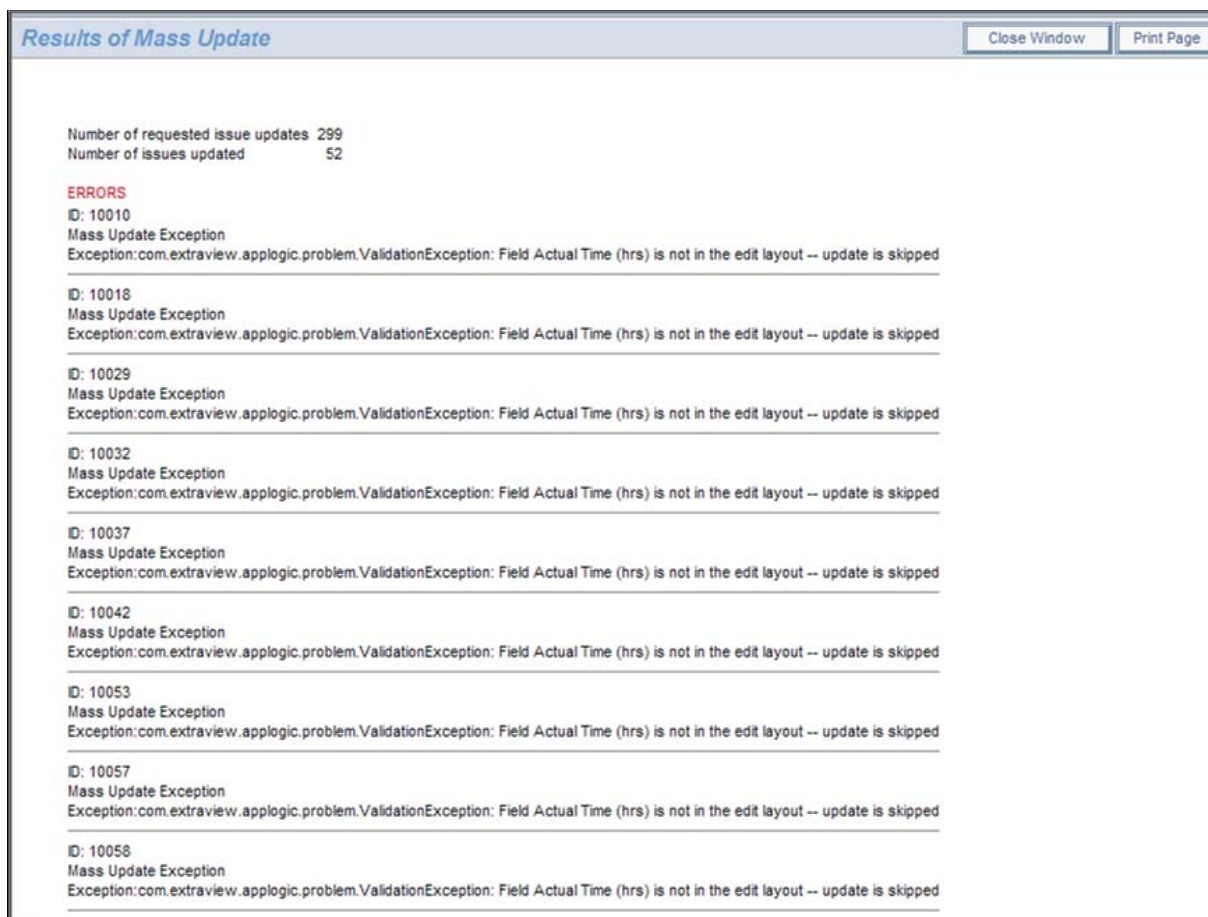 Results of Mass Update
Close Window
Print Page
Number of requested issue updates 299
Number of issues updated 52
ERRORS
ID: 10010
Mass Update Exception
Exception:com.extraview.applogic.problem.ValidationException: Field Actual Time (hrs) is not in the edit layout -- update is skipped
ID: 10018
Mass Update Exception
Exception:com.extraview.applogic.problem.ValidationException: Field Actual Time (hrs) is not in the edit layout -- update is skipped
ID: 10029
Mass Update Exception
Exception:com.extraview.applogic.problem.ValidationException: Field Actual Time (hrs) is not in the edit layout -- update is skipped
ID: 10032
Mass Update Exception
Exception:com.extraview.applogic.problem.ValidationException: Field Actual Time (hrs) is not in the edit layout -- update is skipped
ID: 10037
Mass Update Exception
Exception:com.extraview.applogic.problem.ValidationException: Field Actual Time (hrs) is not in the edit layout -- update is skipped
ID: 10042
Mass Update Exception
Exception:com.extraview.applogic.problem.ValidationException: Field Actual Time (hrs) is not in the edit layout -- update is skipped
ID: 10053
Mass Update Exception
Exception:com.extraview.applogic.problem.ValidationException: Field Actual Time (hrs) is not in the edit layout -- update is skipped
ID: 10057
Mass Update Exception
Exception:com.extraview.applogic.problem.ValidationException: Field Actual Time (hrs) is not in the edit layout -- update is skipped
ID: 10058
Mass Update Exception
Exception:com.extraview.applogic.problem.ValidationException: Field Actual Time (hrs) is not in the edit layout -- update is skipped